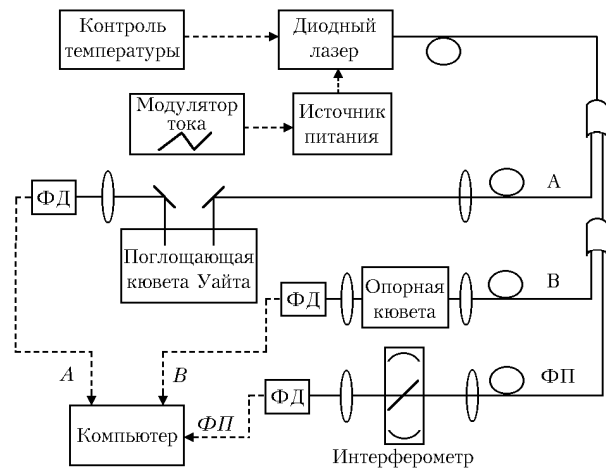 Контроль
температуры
Диодный
лазер
Модулятор
тока
Источник
питания
ФД
А
Поглощающая
кювета Уайта
ФД
Опорная
кювета
В
А
В
ФП
ФД
ФП
Компьютер
Интерферометр